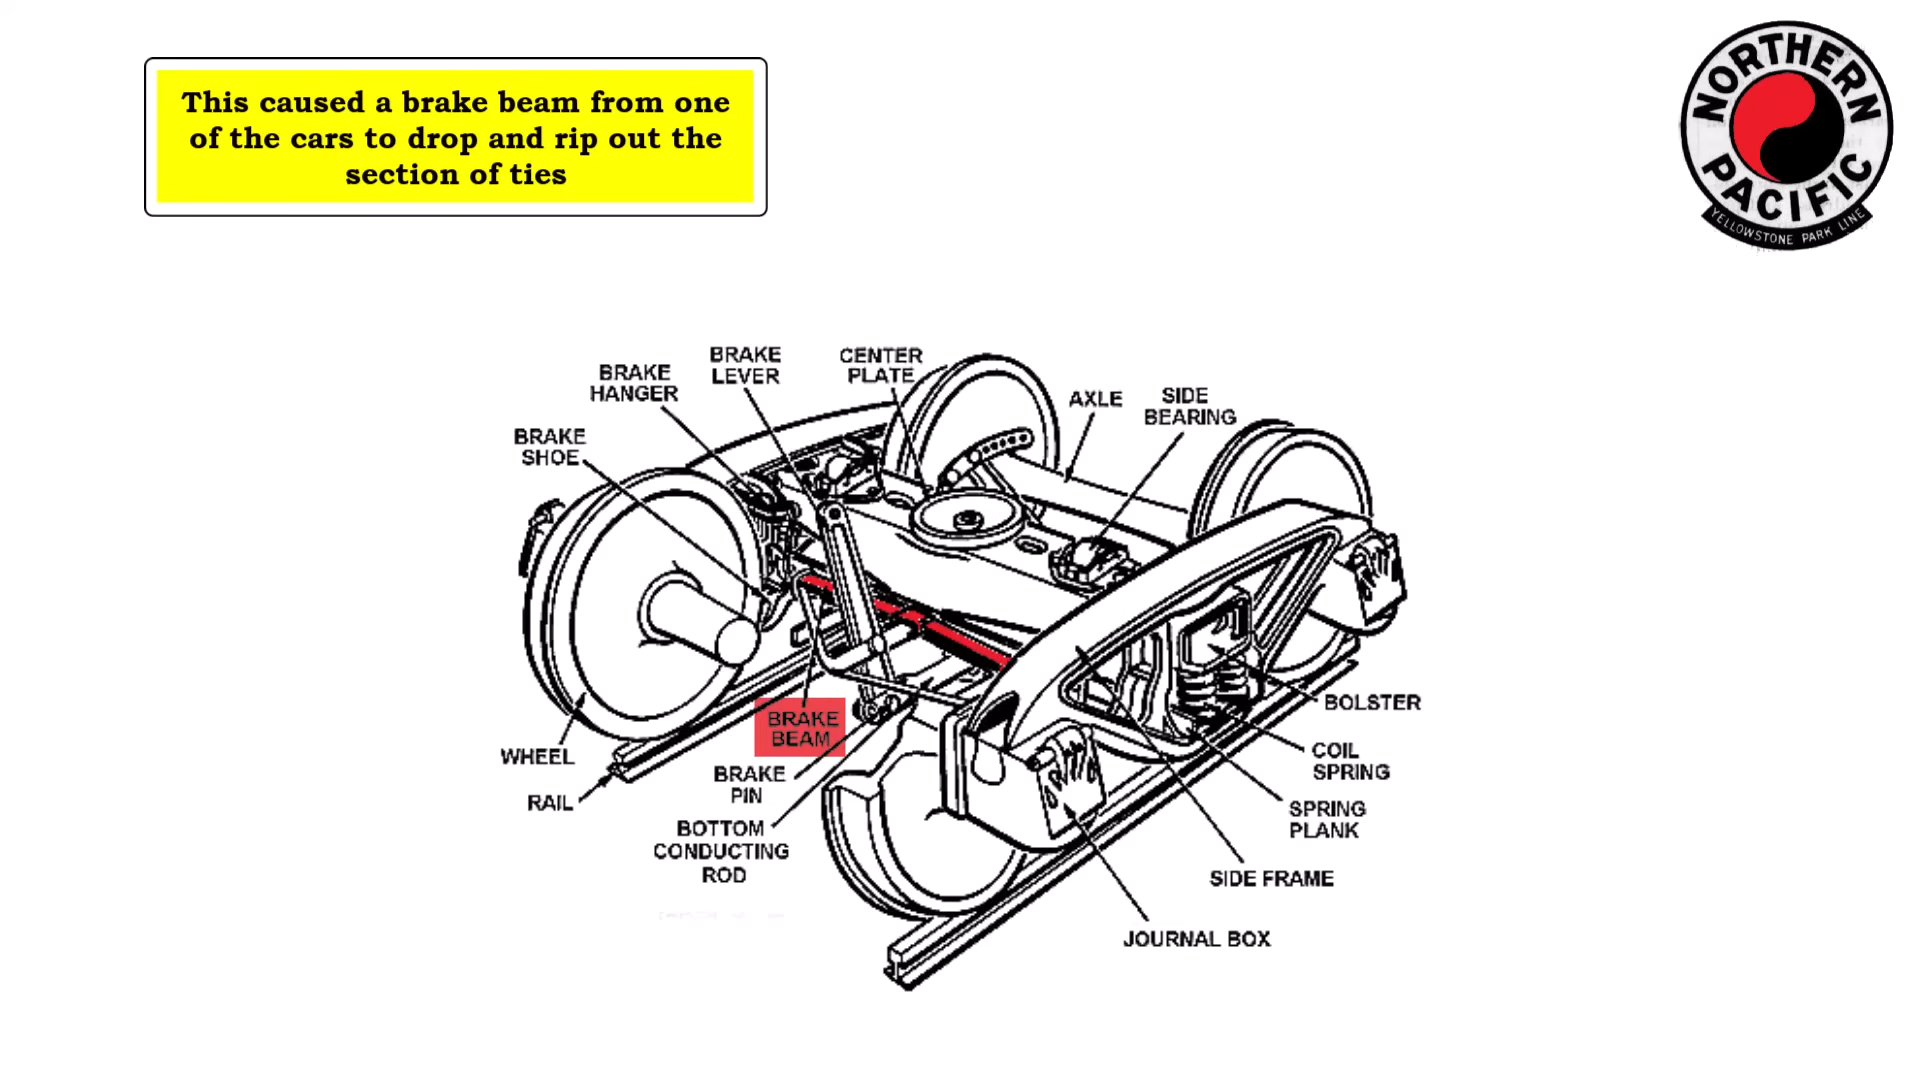 This caused a brake beam from one
of the cars to drop and rip out the
section of ties
NORTHERN
PACIFIC
YELLOWSTONE PARK LINE
BRAKE
LEVER
CENTER
PLATE
BRAKE
HANGER
AXLE
SIDE
BEARING
BRAKE
SHOE
BRAKE
BEAM
BOLSTER
WHEEL
COIL
SPRING
BRAKE
PIN
RAIL
SPRING
PLANK
BOTTOM
CONDUCTING
ROD
SIDE FRAME
JOURNAL BOX